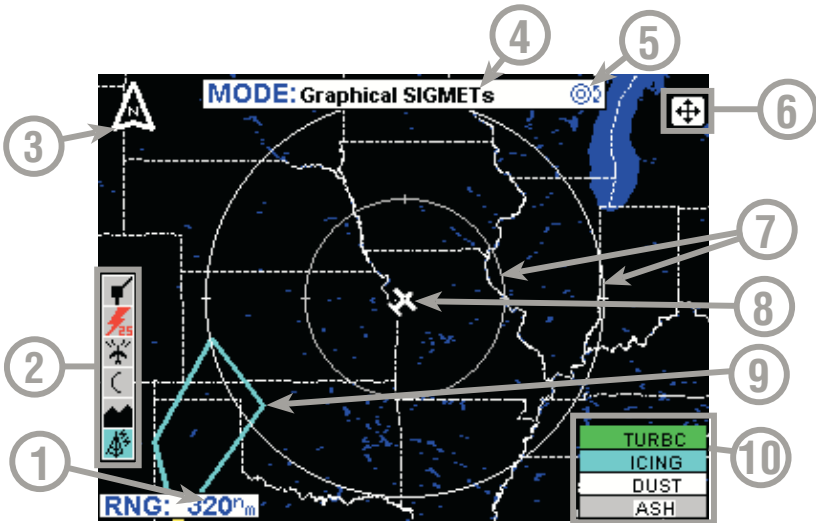 4
5
MODE: Graphical SIGMETs
N
6
3
7
25
8
2
9
TURBC
ICING
DUST
ASH
10
1
RNG: 320nm